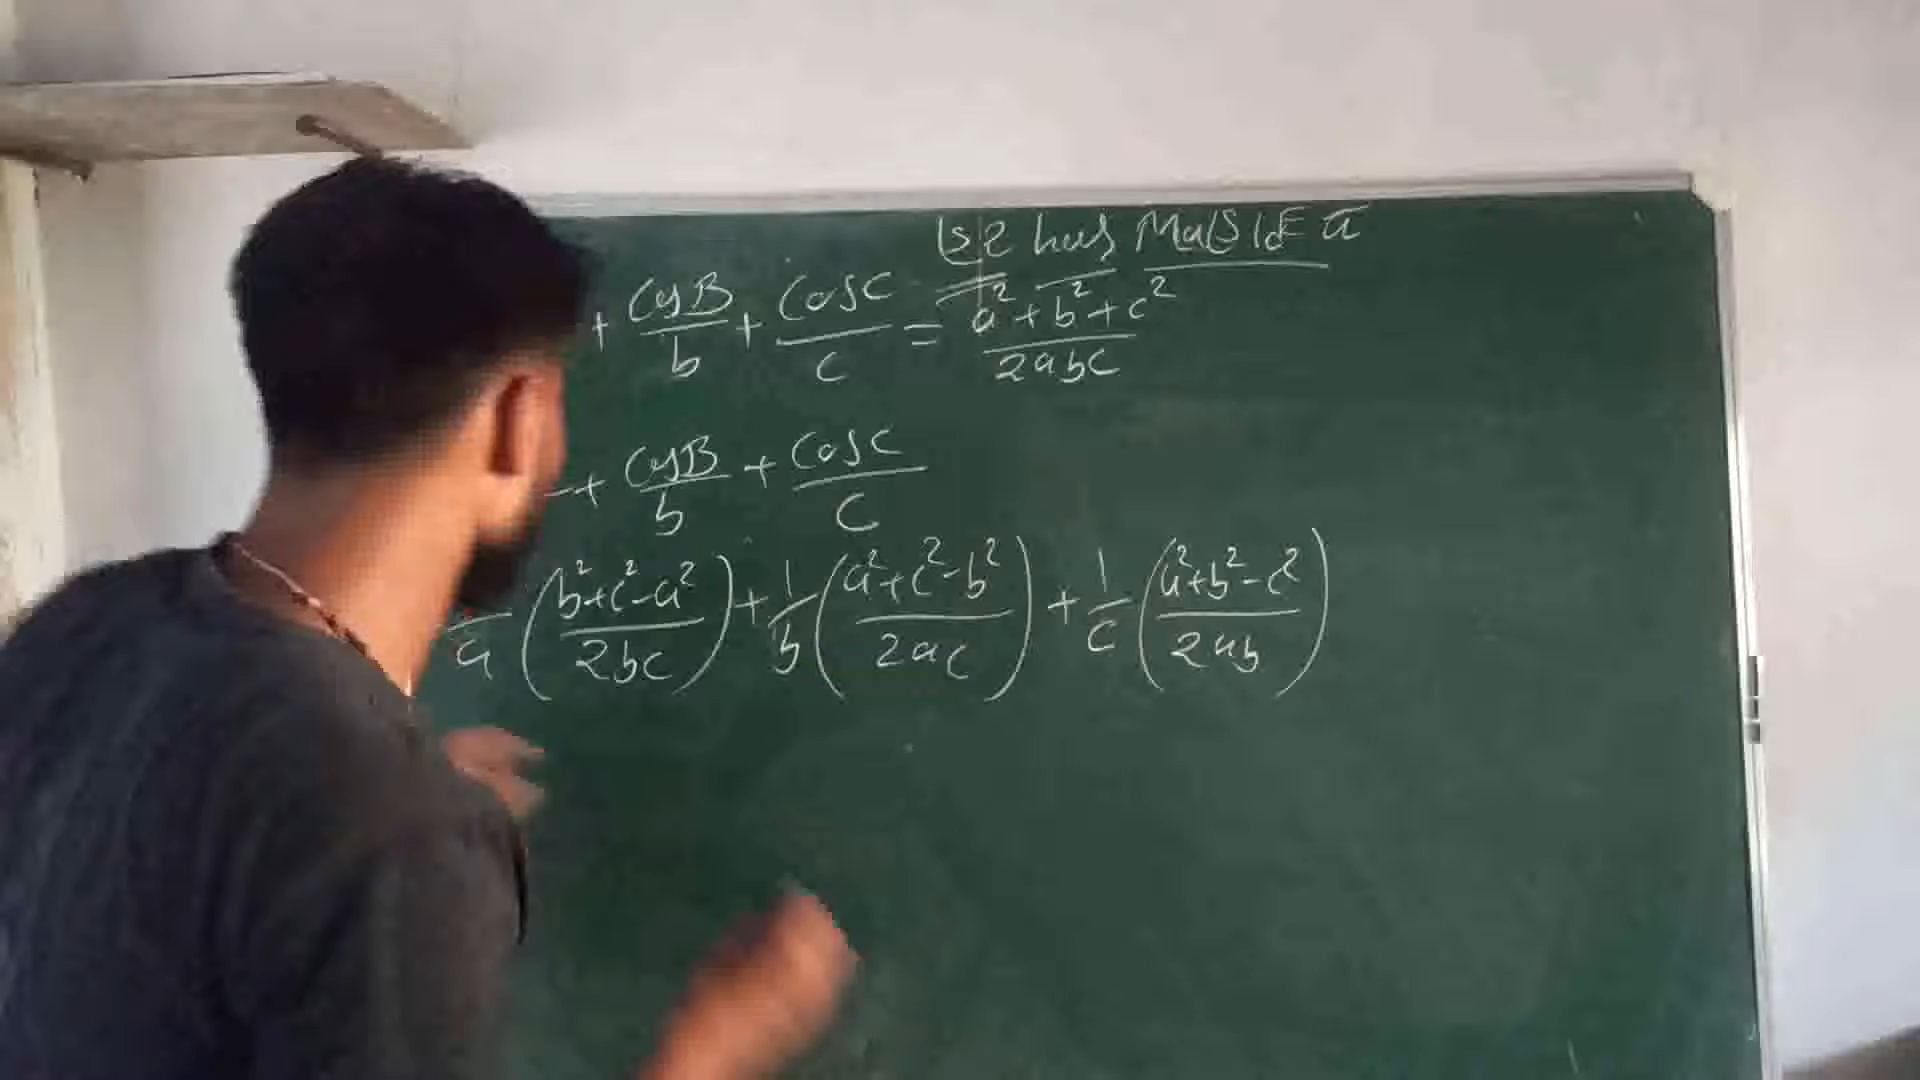 + CosB/b + CosC/c = a²+b²+c²/2abc
+ CosB/b + CosC/C
/a (b²+c²-a²/2bc) + 1/b (a²+c²-b²/2ac) + 1/c (a²+b²-c²/2ab)